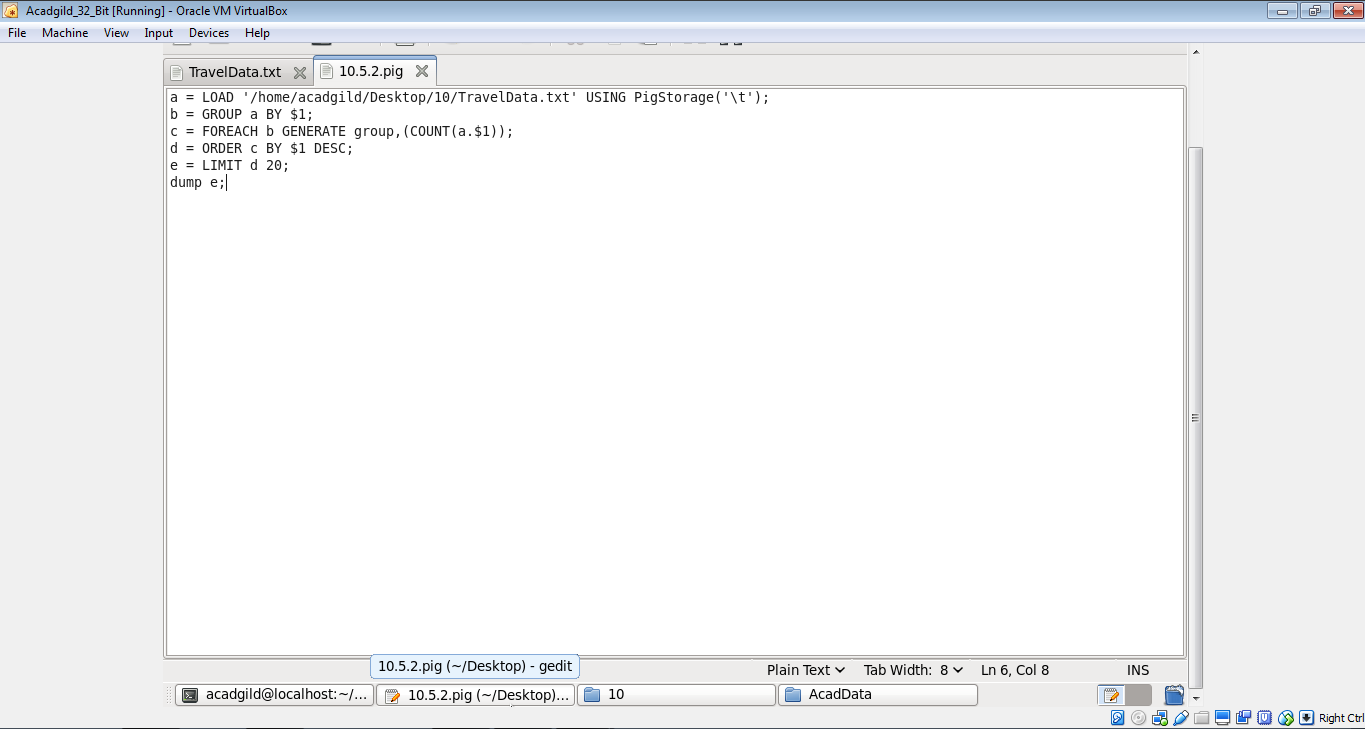 Acadgild_32_Bit [Running] - Oracle VM VirtualBox
File Machine View Input Devices Help
TravelData.txt 10.5.2.pig
a = LOAD '/home/acadgild/Desktop/10/TravelData.txt' USING PigStorage('\t');
b = GROUP a BY $1;
c = FOREACH b GENERATE group,(COUNT(a.$1));
d = ORDER c BY $1 DESC;
e = LIMIT d 20;
dump e;
10.5.2.pig (~/Desktop) - gedit
Plain Text Tab Width: 8 Ln 6, Col 8 INS
acadgild@localhost:~/... 10.5.2.pig (~/Desktop)... 10 AcadData
Right Ctrl